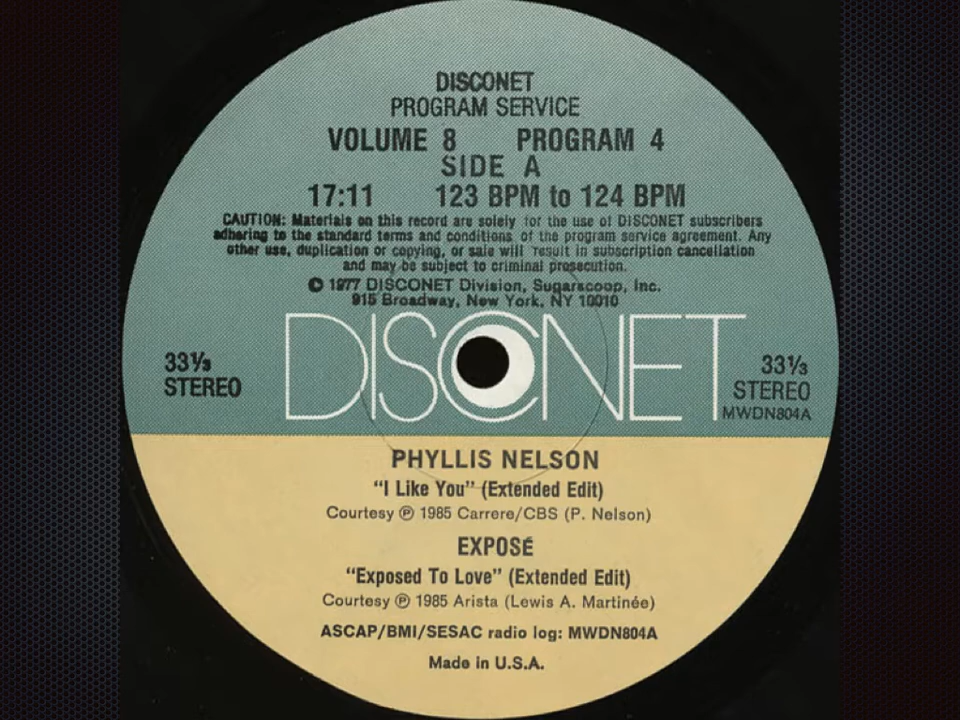 DISCONET
PROGRAM SERVICE
VOLUME 8 PROGRAM 4
SIDE A
17:11 123 BPM to 124 BPM
CAUTION: Materials on this record are solely for the use of DISCONET subscribers
adhering to the standard terms and conditions of the program service agreement. Any
other use, duplication or copying, or sale will result in subscription cancellation
and may be subject to criminal prosecution.
© 1977 DISCONET Division, Sugarscoop, Inc.
915 Broadway, New York, NY 10010
DISCONET
33⅓
STEREO
33⅓
STEREO
MWDN804A
PHYLLIS NELSON
“I Like You” (Extended Edit)
Courtesy ℗ 1985 Carrere/CBS (P. Nelson)
EXPOSÉ
“Exposed To Love” (Extended Edit)
Courtesy ℗ 1985 Arista (Lewis A. Martinée)
ASCAP/BMI/SESAC radio log: MWDN804A
Made in U.S.A.